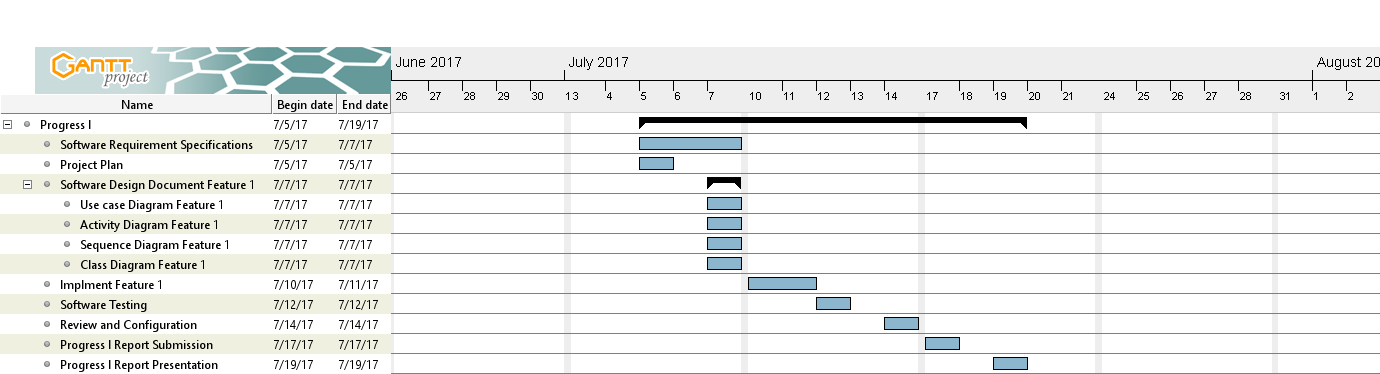 GANTT
project
June 2017 July 2017 August 20
26 27 28 29 30 13 4 5 6 7 10 11 12 13 14 17 18 19 20 21 24 25 26 27 28 31 1 2
Name Begin date End date
Progress I 7/5/17 7/19/17
Software Requirement Specifications 7/5/17 7/7/17
Project Plan 7/5/17 7/5/17
Software Design Document Feature 1 7/7/17 7/7/17
Use case Diagram Feature 1 7/7/17 7/7/17
Activity Diagram Feature 1 7/7/17 7/7/17
Sequence Diagram Feature 1 7/7/17 7/7/17
Class Diagram Feature 1 7/7/17 7/7/17
Implment Feature 1 7/10/17 7/11/17
Software Testing 7/12/17 7/12/17
Review and Configuration 7/14/17 7/14/17
Progress I Report Submission 7/17/17 7/17/17
Progress I Report Presentation 7/19/17 7/19/17